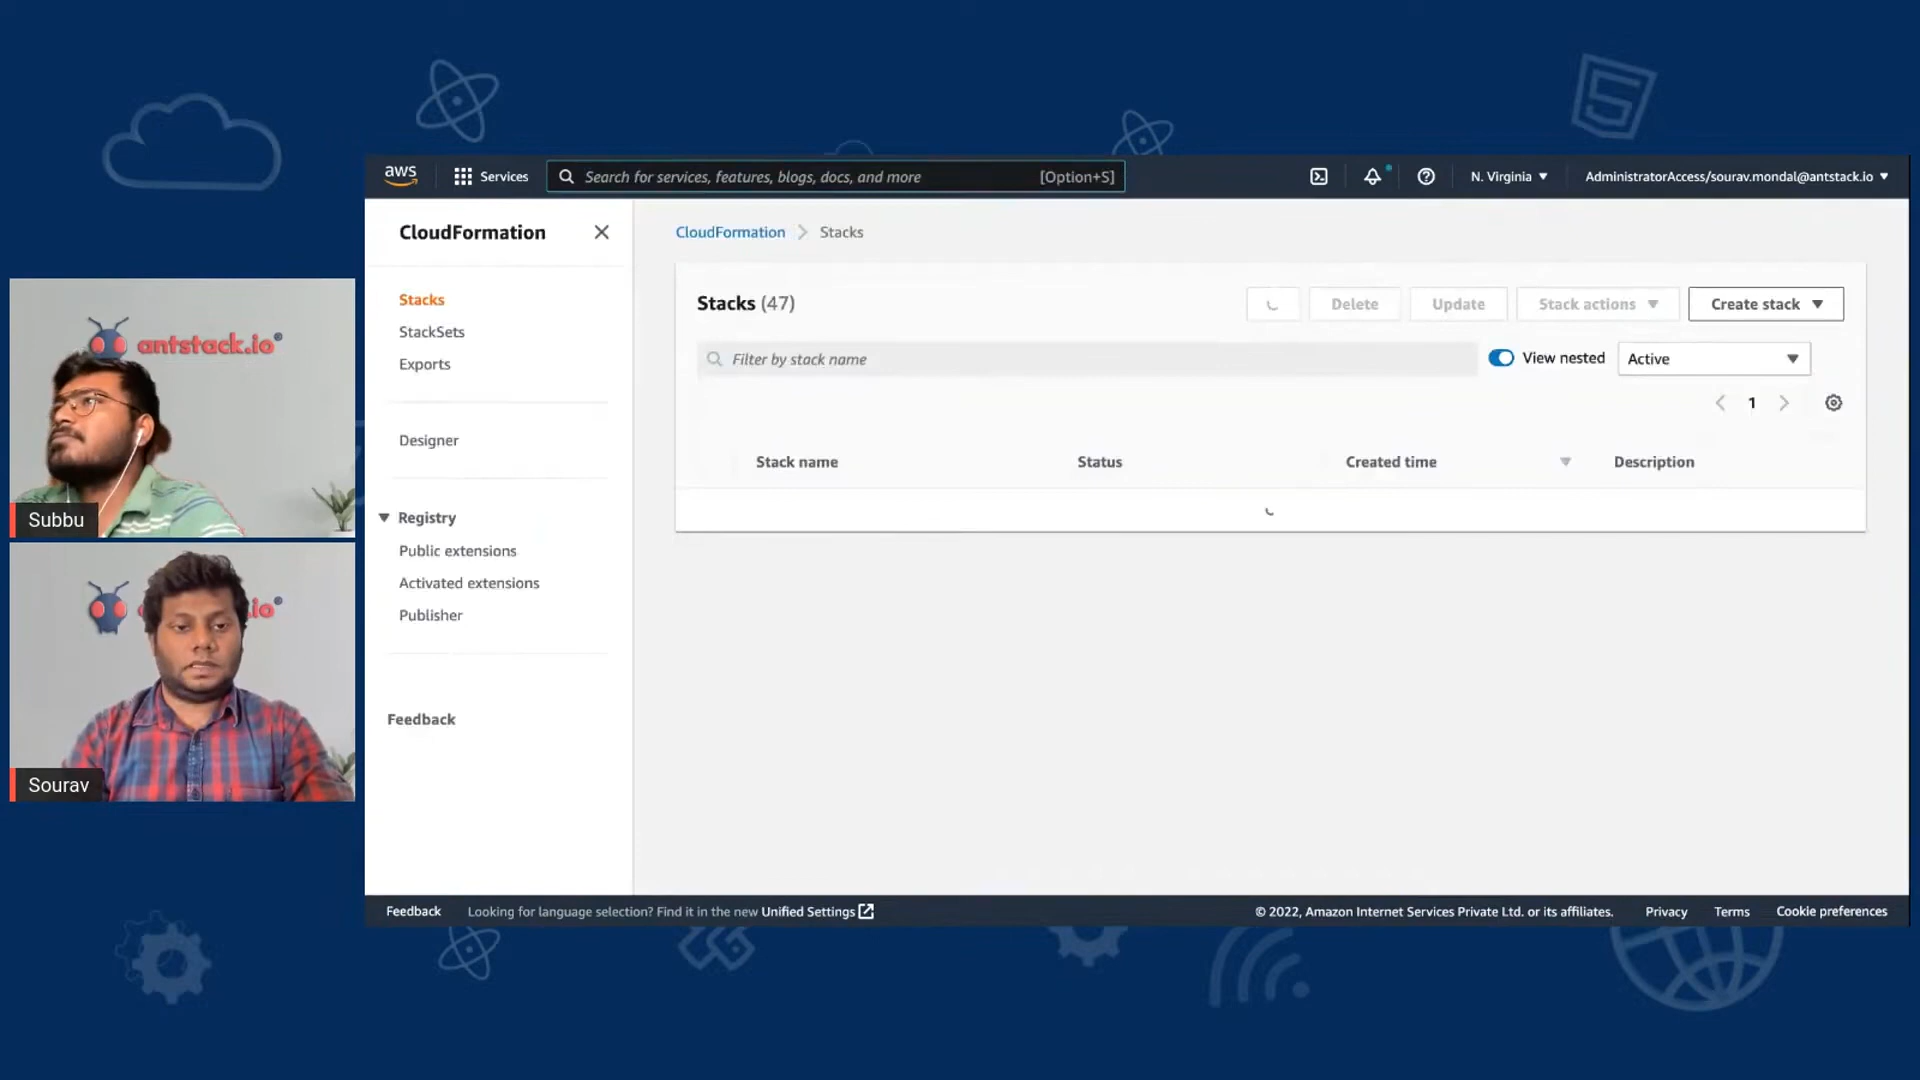 aws
Services
Search for services, features, blogs, docs, and more
[Option+S]
N. Virginia
AdministratorAccess/sourav.mondal@antstack.io
CloudFormation
Stacks
StackSets
Exports
Designer
Registry
Public extensions
Activated extensions
Publisher
Feedback
CloudFormation
Stacks
Stacks (47)
Delete
Update
Stack actions
Create stack
Filter by stack name
View nested
Active
1
Stack name
Status
Created time
Description
antstack.io
Subbu
io
Sourav
Feedback
Looking for language selection? Find it in the new Unified Settings
© 2022, Amazon Internet Services Private Ltd. or its affiliates.
Privacy
Terms
Cookie preferences